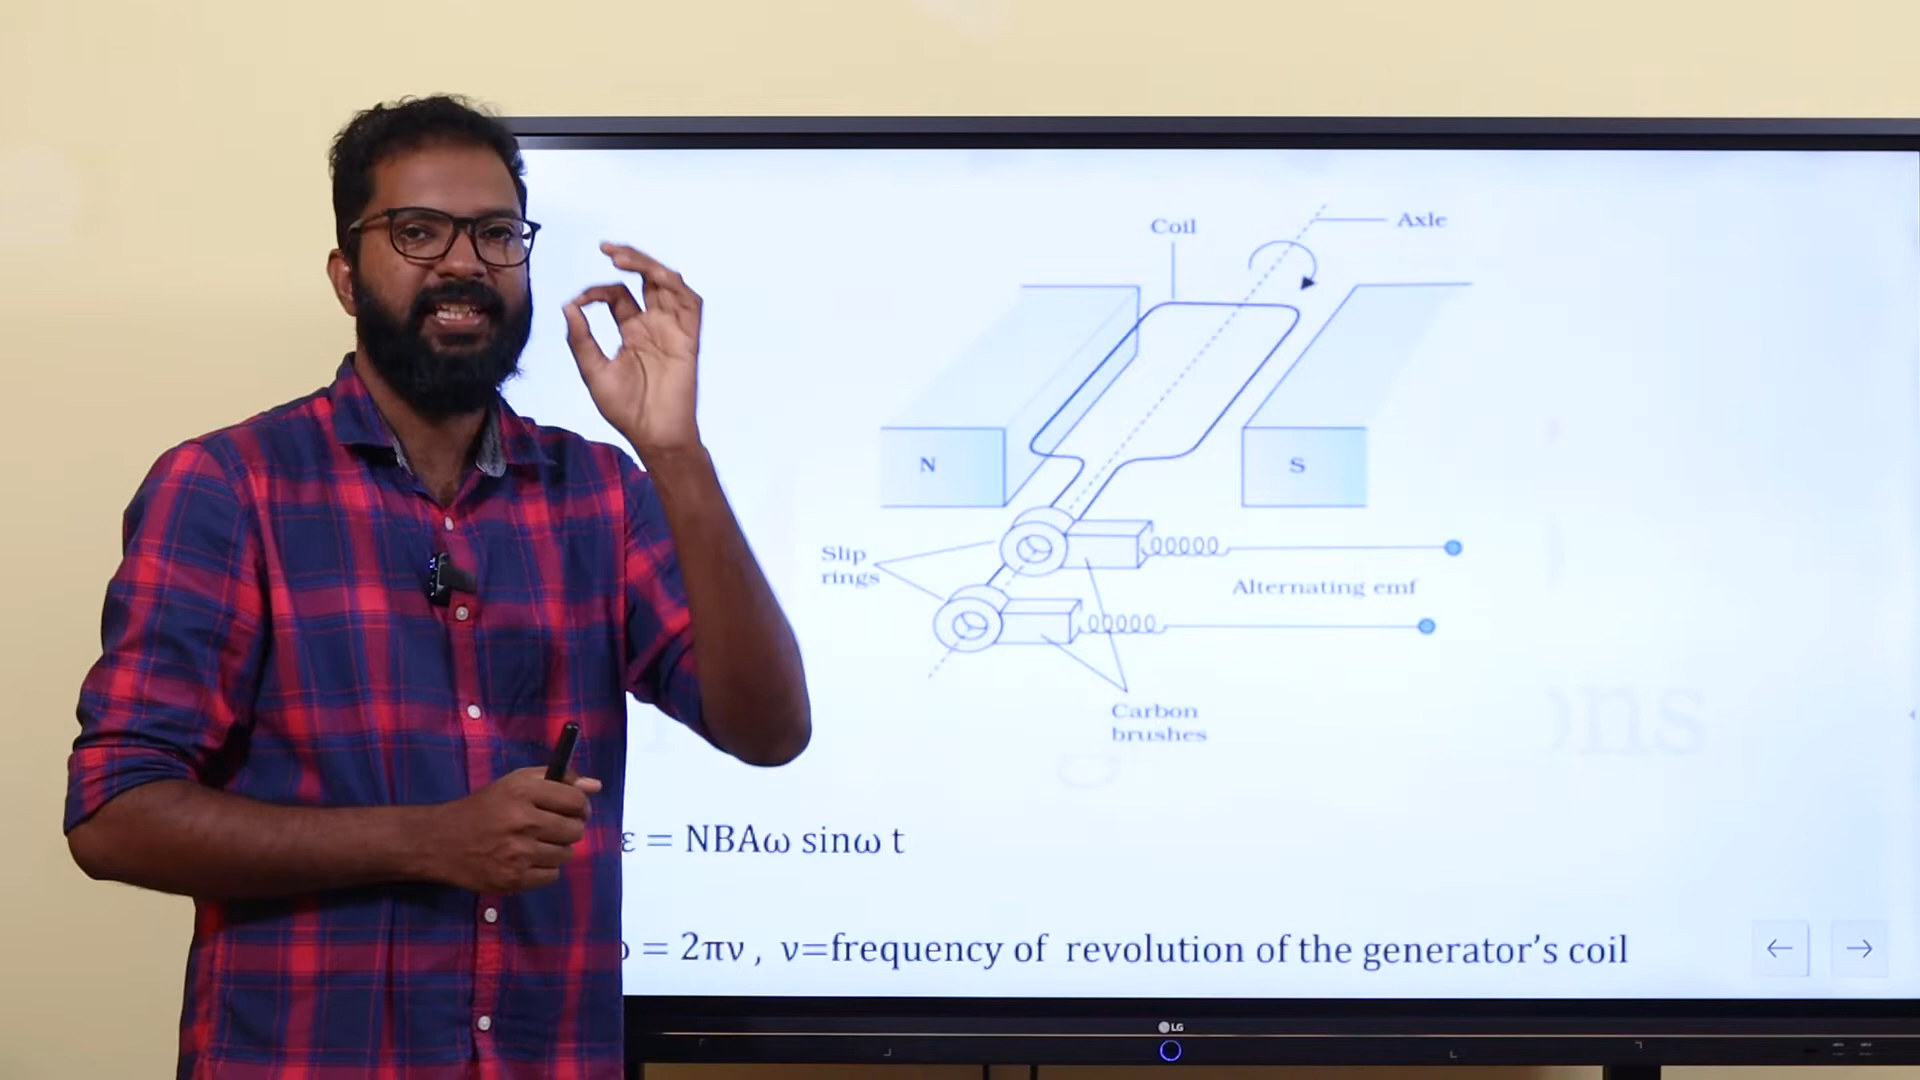 Coil
Axle
N
S
Slip
rings
Alternating emf
Carbon
brushes
ons
ε = NBAω sinω t
= 2πν , ν=frequency of revolution of the generator’s coil
LG